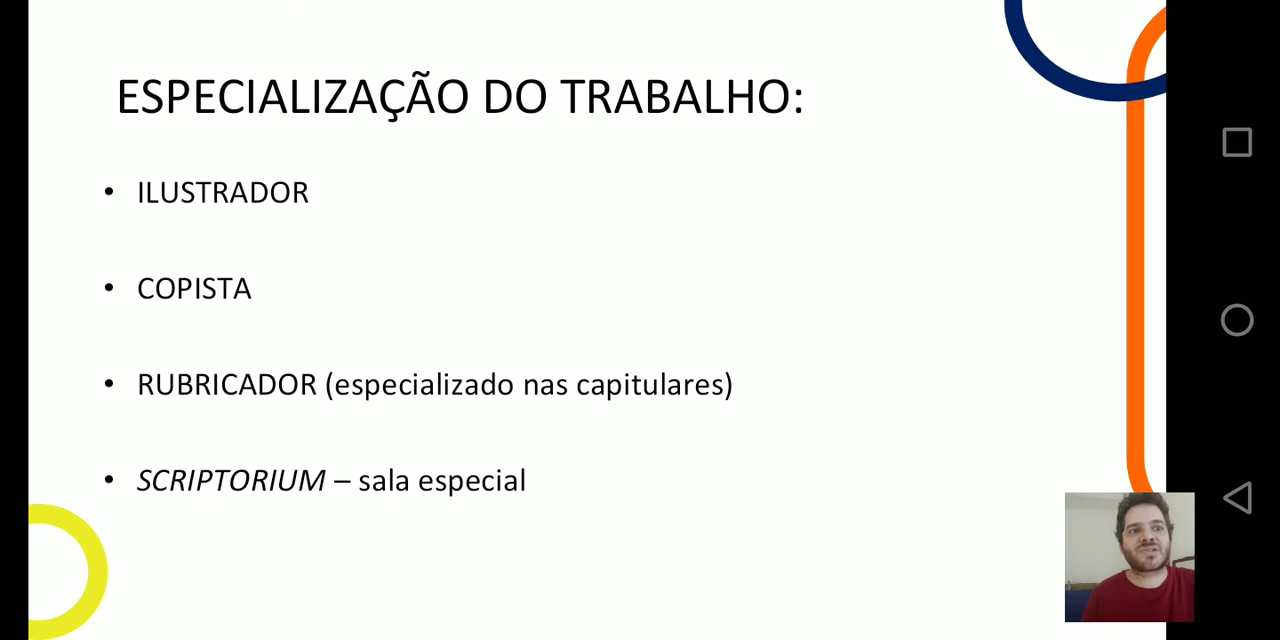 ESPECIALIZAÇÃO DO TRABALHO:
• ILUSTRADOR
• COPISTA
• RUBRICADOR (especializado nas capitulares)
• SCRIPTORIUM – sala especial